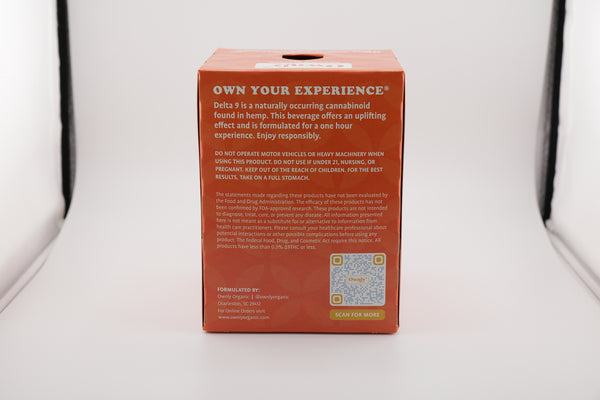 OWN YOUR EXPERIENCE®
Delta 9 is a naturally occurring cannabinoid
found in hemp. This beverage offers an uplifting
effect and is formulated for a one hour
experience. Enjoy responsibly.
DO NOT OPERATE MOTOR VEHICLES OR HEAVY MACHINERY WHEN
USING THIS PRODUCT. DO NOT USE IF UNDER 21, NURSING, OR
PREGNANT. KEEP OUT OF THE REACH OF CHILDREN. FOR THE BEST
RESULTS. TAKE ON A FULL STOMACH.
The statements made regarding these products have not been evaluated by
the Food and Drug Administration. The efficacy of these products has not
been confirmed by FDA-approved research. These products are not intended
to diagnose, treat, cure, or prevent any disease. All information presented
here is not meant as a substitute for or alternative to information from
health care practitioners. Please consult your healthcare professional about
potential interactions or other possible complications before using any
product. The Federal Food, Drug, and Cosmetic Act require this notice. All
products have less than 0.3% Δ9THC or less.
Ownly
FORMULATED BY:
Ownly Organic | @ownlyorganic
Charleston, SC 29412
For Online Orders visit
www.ownlyorganic.com
SCAN FOR MORE